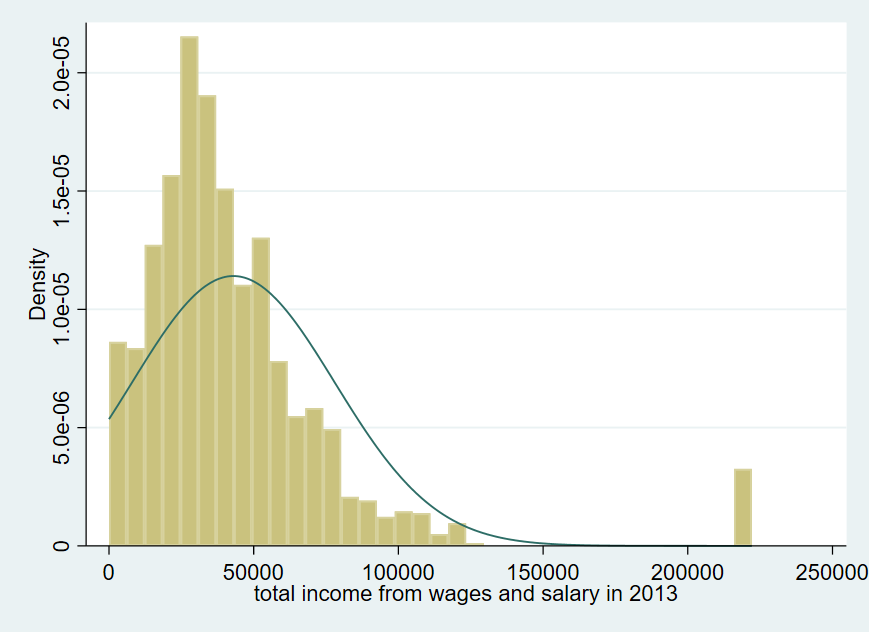 2.0e-05
1.5e-05
1.0e-05
5.0e-06
0
Density
0 50000 100000 150000 200000 250000
total income from wages and salary in 2013